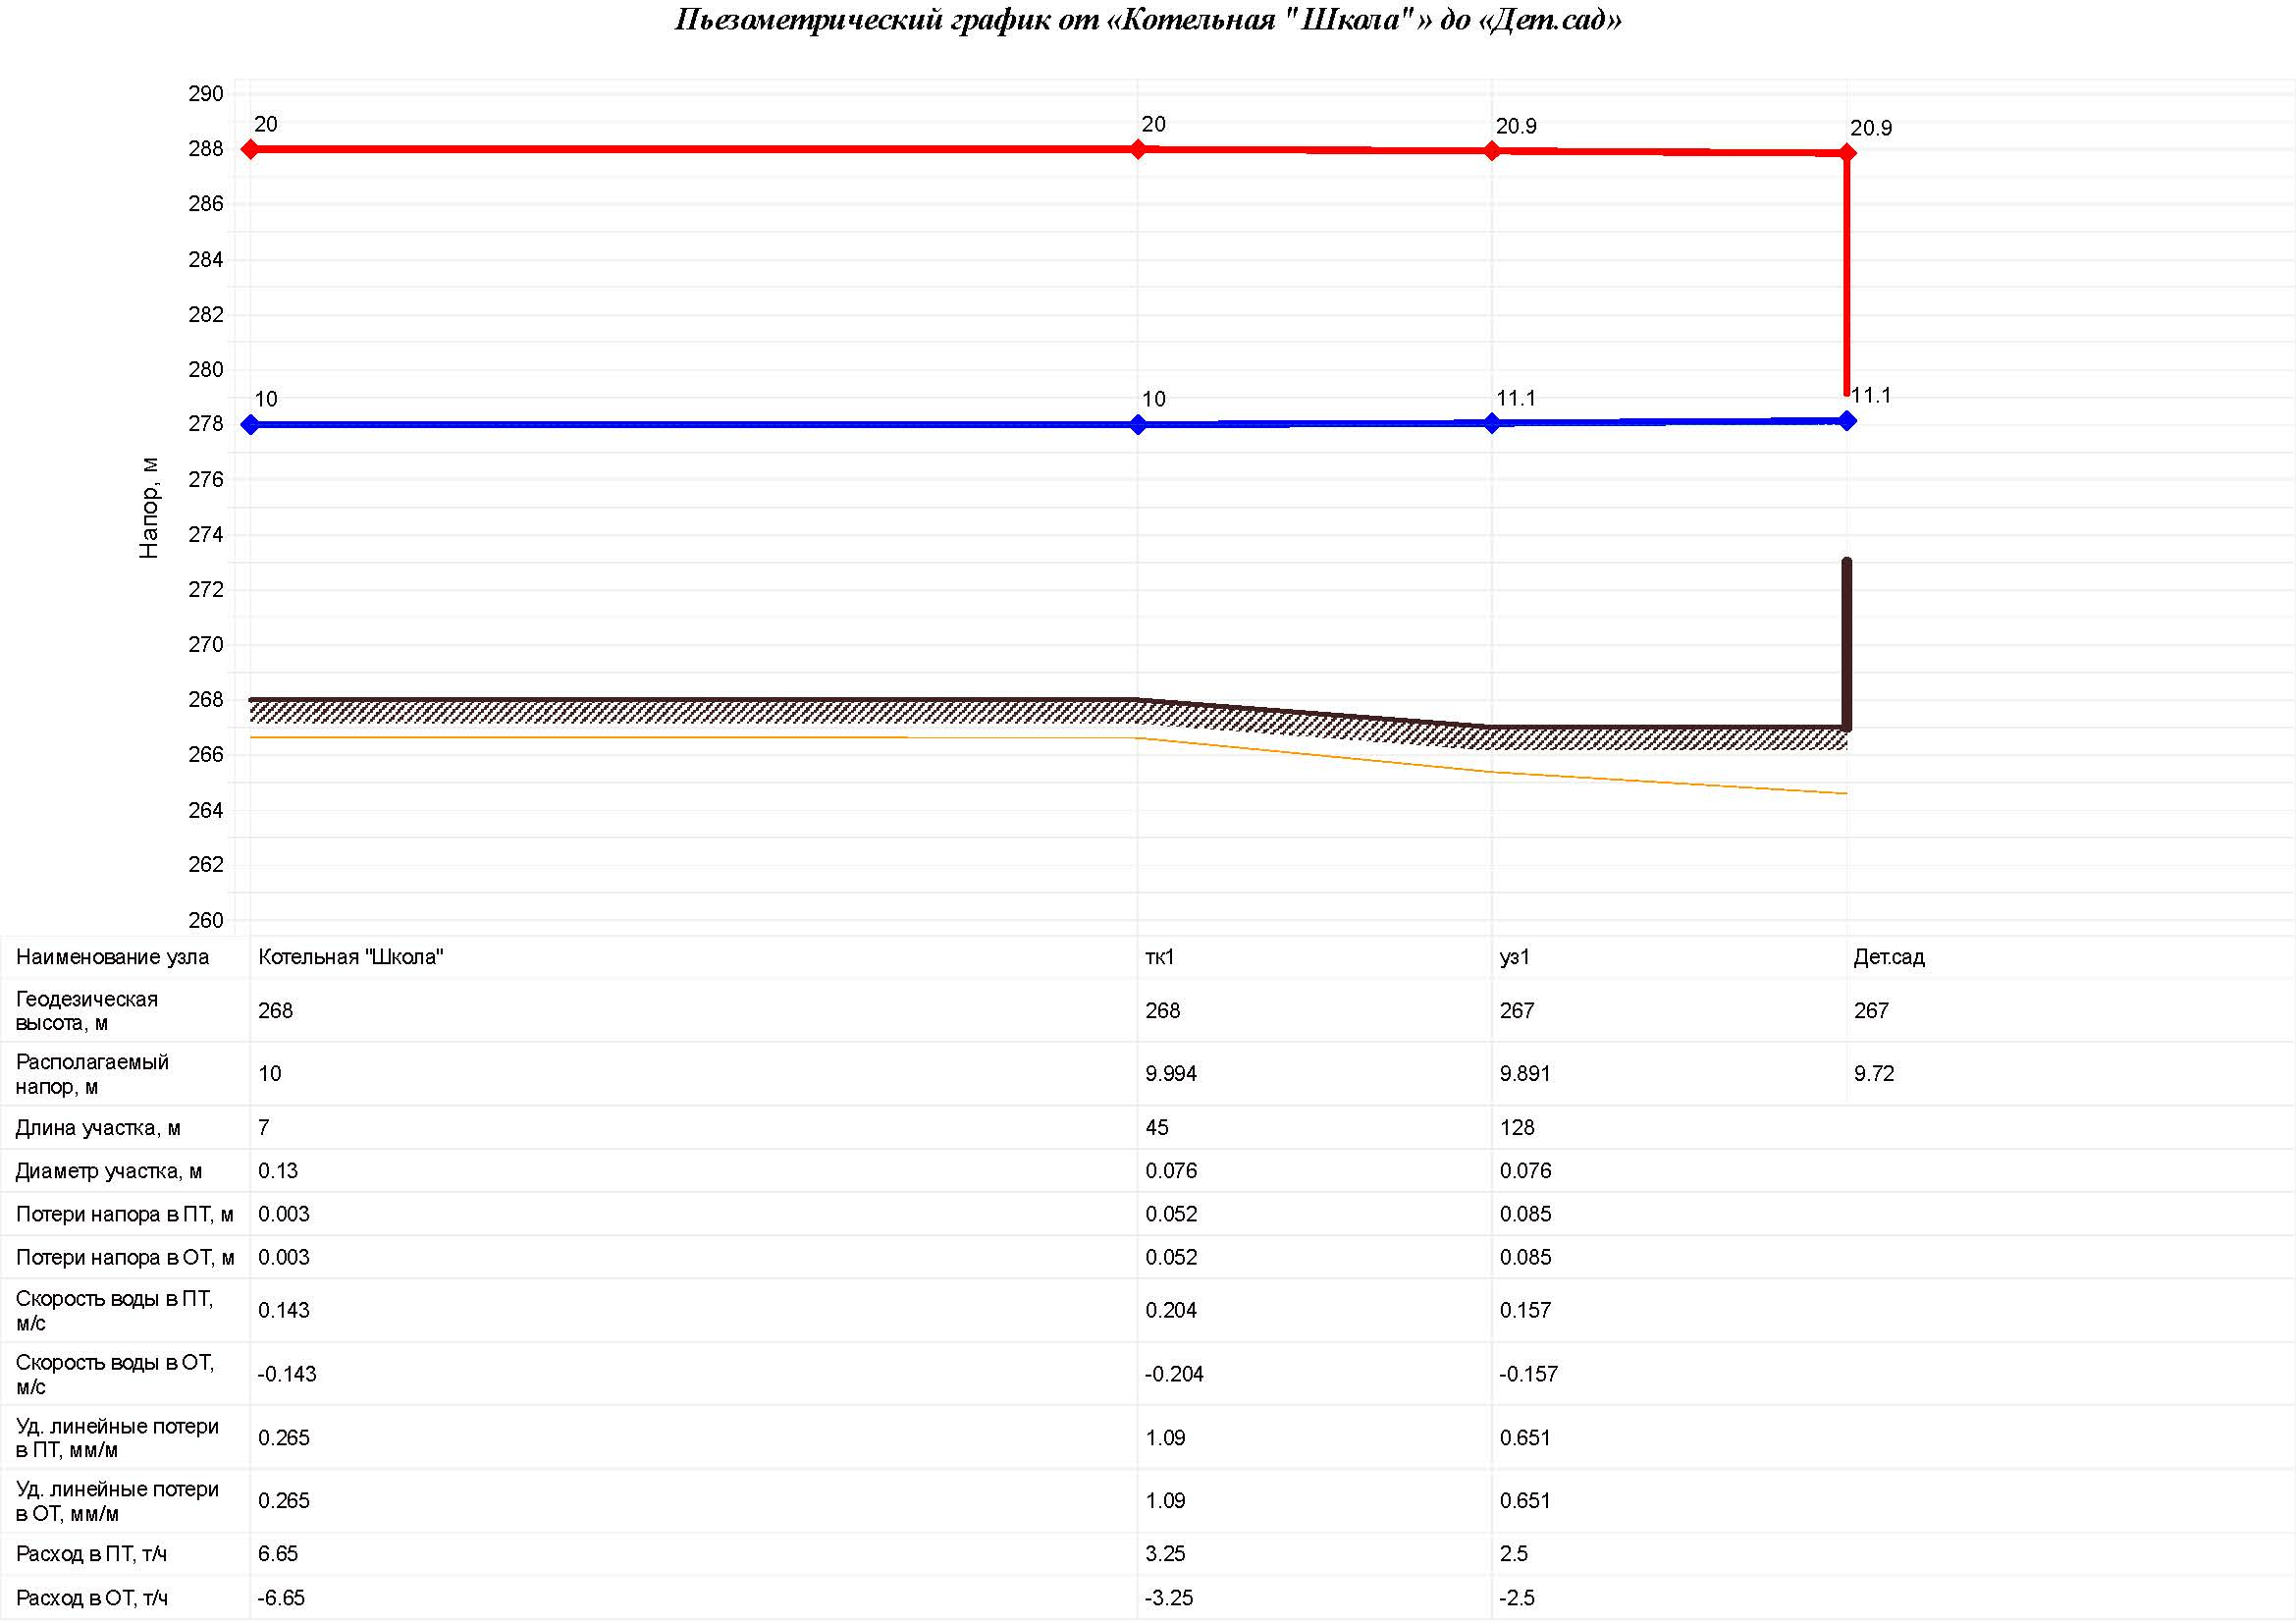 Пьезометрический график от «Котельная "Школа"» до «Дет.сад»
290
20
20
20.9
20.9
288
286
284
282
280
10
10
11.1
11.1
278
276
Напор, м
274
272
270
268
266
264
262
260
Наименование узла Котельная "Школа" тк1 уз1 Дет.сад
Геодезическая
высота, м
268 268 267 267
Располагаемый
напор, м
10 9.994 9.891 9.72
Длина участка, м 7 45 128
Диаметр участка, м 0.13 0.076 0.076
Потери напора в ПТ, м 0.003 0.052 0.085
Потери напора в ОТ, м 0.003 0.052 0.085
Скорость воды в ПТ,
м/с
0.143 0.204 0.157
Скорость воды в ОТ,
м/с
-0.143 -0.204 -0.157
Уд. линейные потери
в ПТ, мм/м
0.265 1.09 0.651
Уд. линейные потери
в ОТ, мм/м
0.265 1.09 0.651
Расход в ПТ, т/ч 6.65 3.25 2.5
Расход в ОТ, т/ч -6.65 -3.25 -2.5